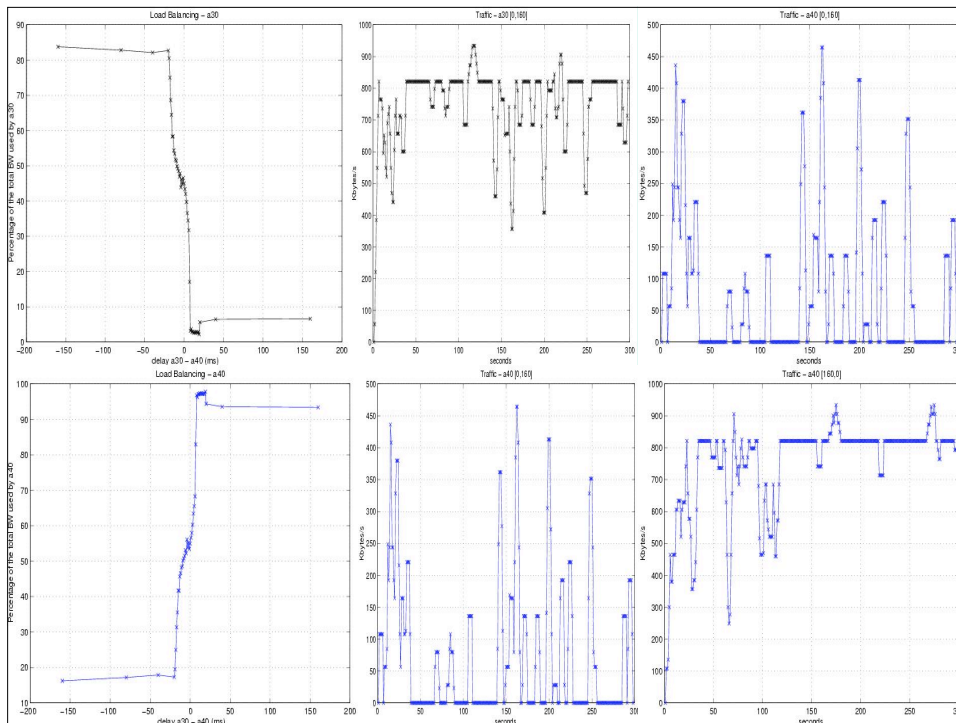 Load Balancing − a30
Percentage of the total BW used by a30
90
80
70
60
50
40
30
20
10
0
−200 −150 −100 −50 0 50 100 150 200
delay a30 − a40 (ms)
Traffic − a30 [0,160]
Kbytes/s
1000
900
800
700
600
500
400
300
200
100
0
0 50 100 150 200 250 300
seconds
Traffic − a40 [0,160]
Kbytes/s
500
450
400
350
300
250
200
150
100
50
0
0 50 100 150 200 250 300
seconds
Load Balancing − a40
Percentage of the total BW used by a40
100
90
80
70
60
50
40
30
20
10
−200 −150 −100 −50 0 50 100 150 200
delay a30 − a40 (ms)
Traffic − a40 [0,160]
Kbytes/s
500
450
400
350
300
250
200
150
100
50
0
0 50 100 150 200 250 300
seconds
Traffic − a40 [160,0]
Kbytes/s
1000
900
800
700
600
500
400
300
200
100
0
0 50 100 150 200 250 300
seconds